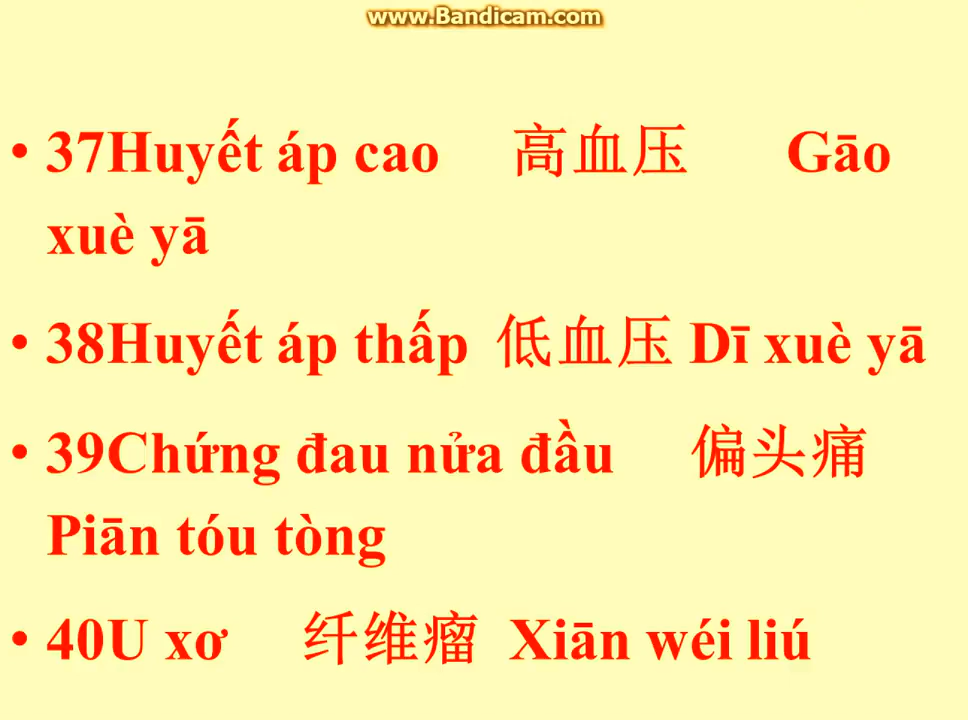 www.Bandicam.com
• 37Huyết áp cao 高血压 Gāo
xuè yā
• 38Huyết áp thấp 低血压 Dī xuè yā
• 39Chứng đau nửa đầu 偏头痛
Piān tóu tòng
• 40U xơ 纤维瘤 Xiān wéi liú